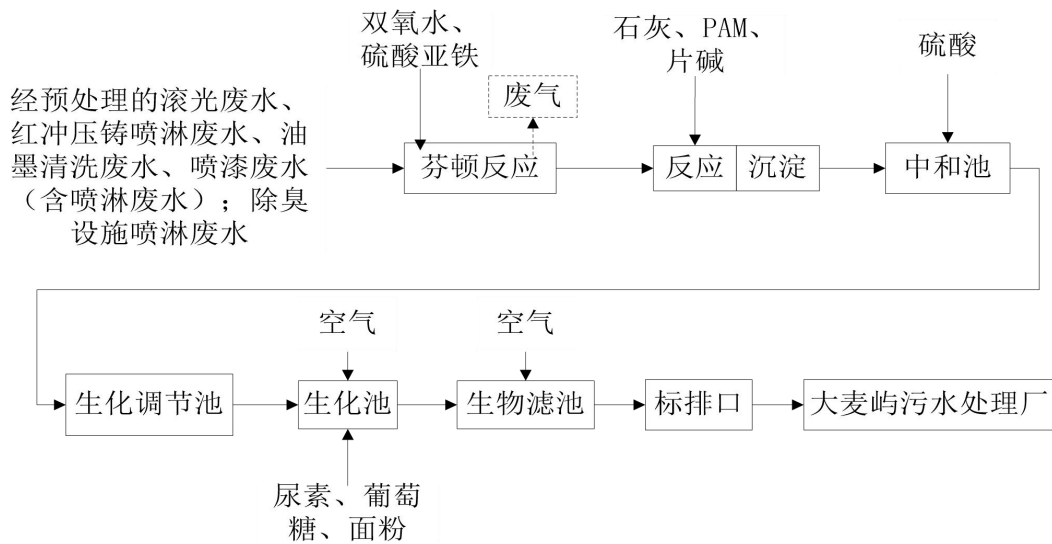 双氧水、
硫酸亚铁
石灰、PAM、
片碱
硫酸
废气
经预处理的滚光废水、
红冲压铸喷淋废水、油
墨清洗废水、喷漆废水
（含喷淋废水）；除臭
设施喷淋废水
芬顿反应
反应
沉淀
中和池
空气
空气
生化调节池
生化池
生物滤池
标排口
大麦屿污水处理厂
尿素、葡萄
糖、面粉